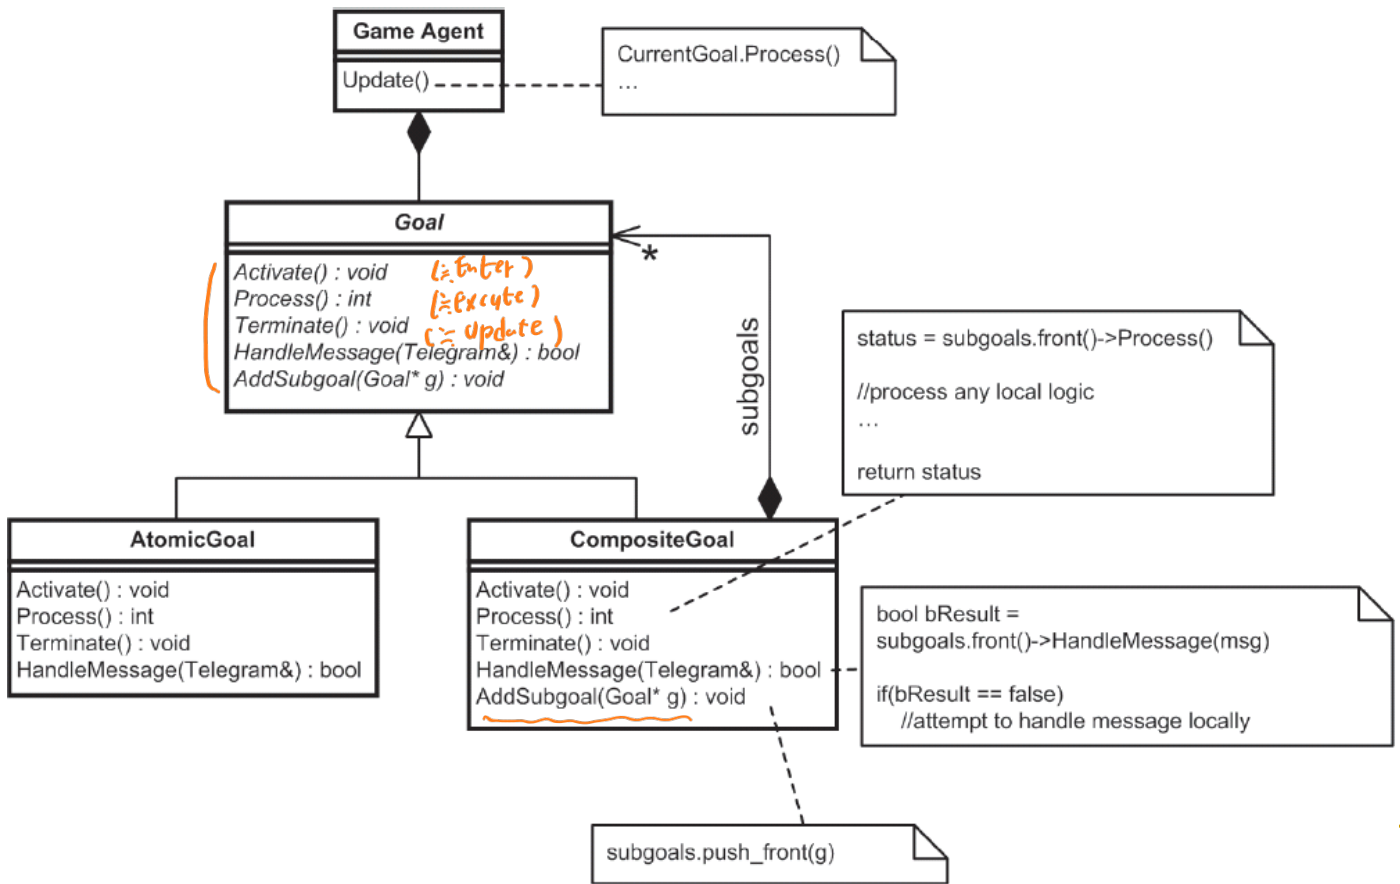 Game Agent
Update()
CurrentGoal.Process()
...
Goal
Activate() : void (≒Enter)
Process() : int (≒execute)
Terminate() : void (≒update)
HandleMessage(Telegram&) : bool
AddSubgoal(Goal* g) : void
*
subgoals
status = subgoals.front()->Process()
//process any local logic
...
return status
AtomicGoal
Activate() : void
Process() : int
Terminate() : void
HandleMessage(Telegram&) : bool
CompositeGoal
Activate() : void
Process() : int
Terminate() : void
HandleMessage(Telegram&) : bool
AddSubgoal(Goal* g) : void
bool bResult =
subgoals.front()->HandleMessage(msg)
if(bResult == false)
//attempt to handle message locally
subgoals.push_front(g)